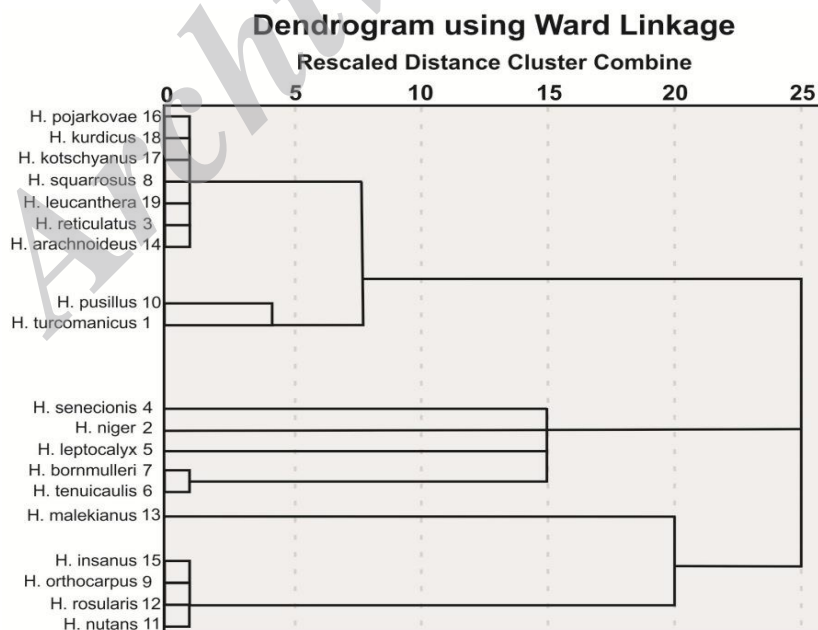 Dendrogram using Ward Linkage
Rescaled Distance Cluster Combine
0 5 10 15 20 25
H. pojarkovae 16
H. kurdicus 18
H. kotschyanus 17
H. squarrosus 8
H. leucanthera 19
H. reticulatus 3
H. arachnoideus 14
H. pusillus 10
H. turcomanicus 1
H. senecionis 4
H. niger 2
H. leptocalyx 5
H. bornmulleri 7
H. tenuicaulis 6
H. malekianus 13
H. insanus 15
H. orthocarpus 9
H. rosularis 12
H. nutans 11